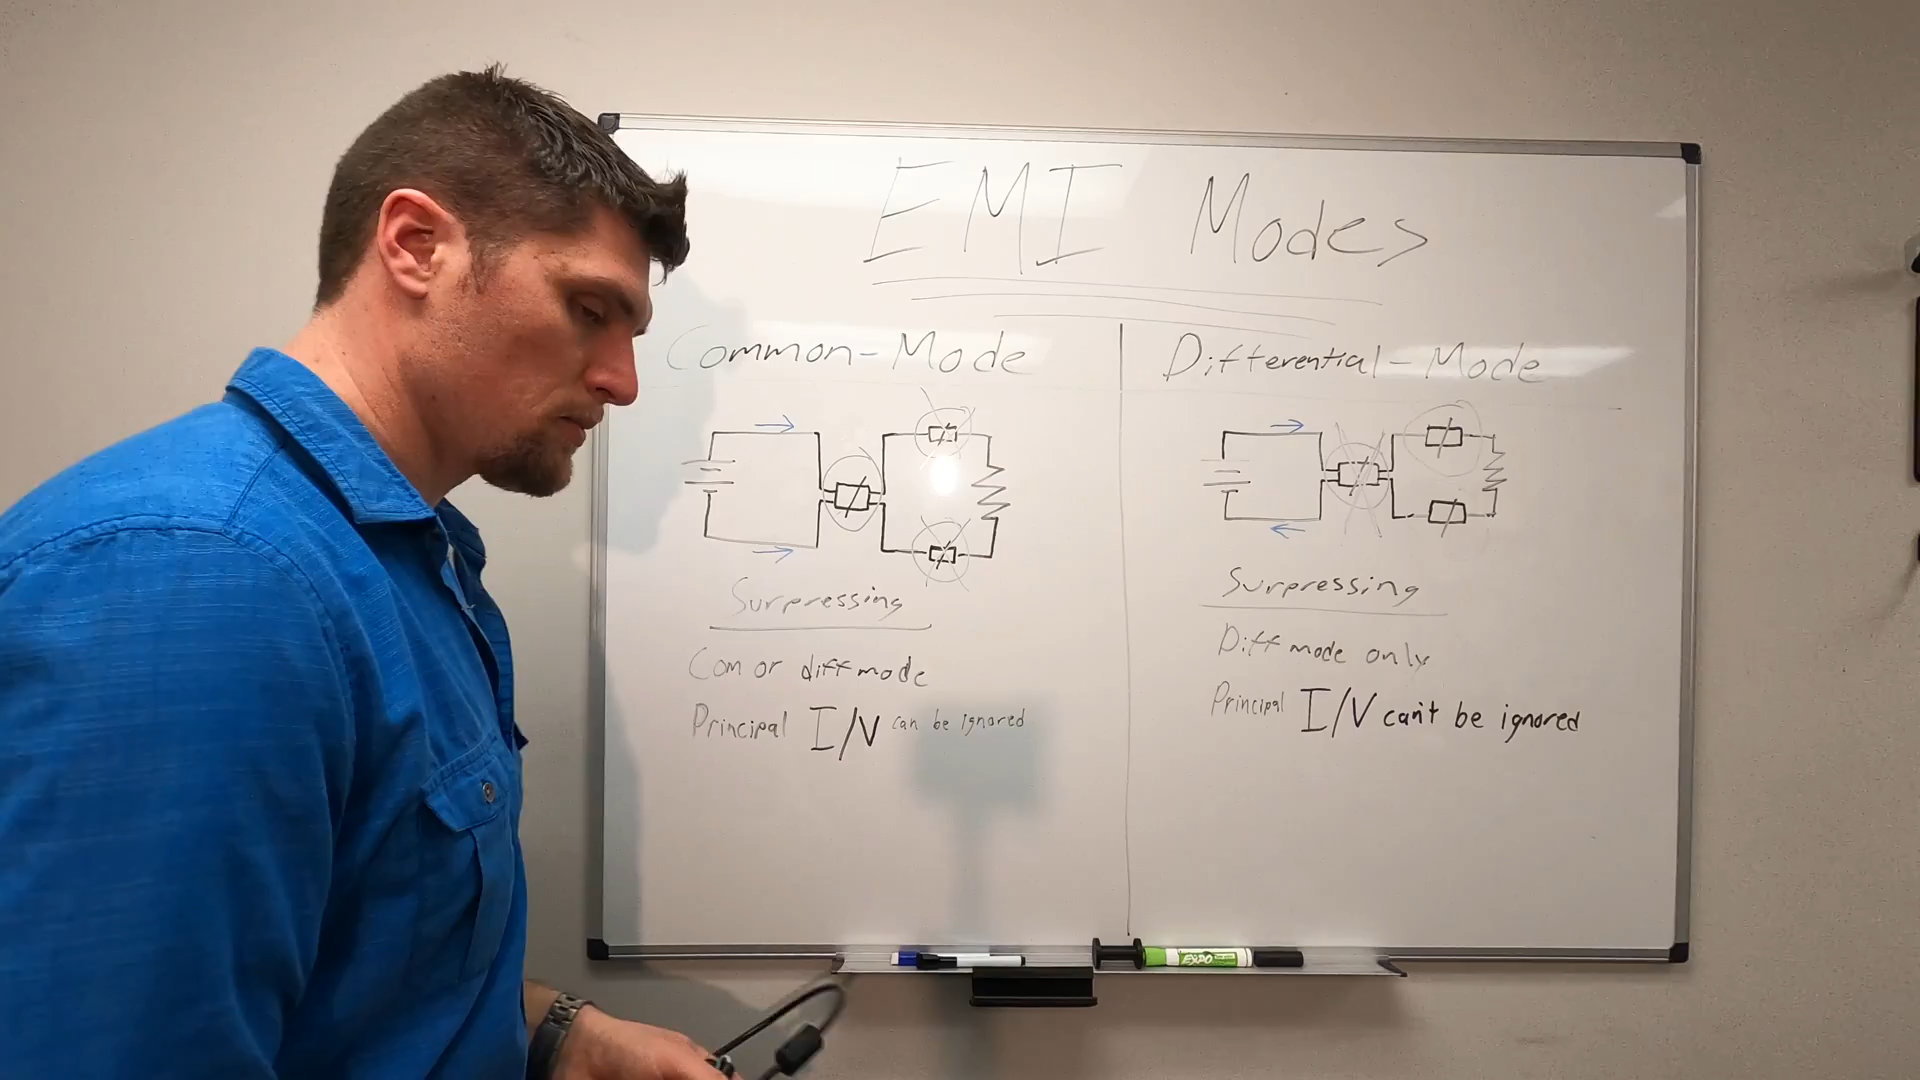 EMI Modes
Common-Mode
Surpressing
Com or diff mode
Principal I/V can be ignored
Differential-Mode
Surpressing
Diff mode only
Principal I/V can't be ignored
EXPO